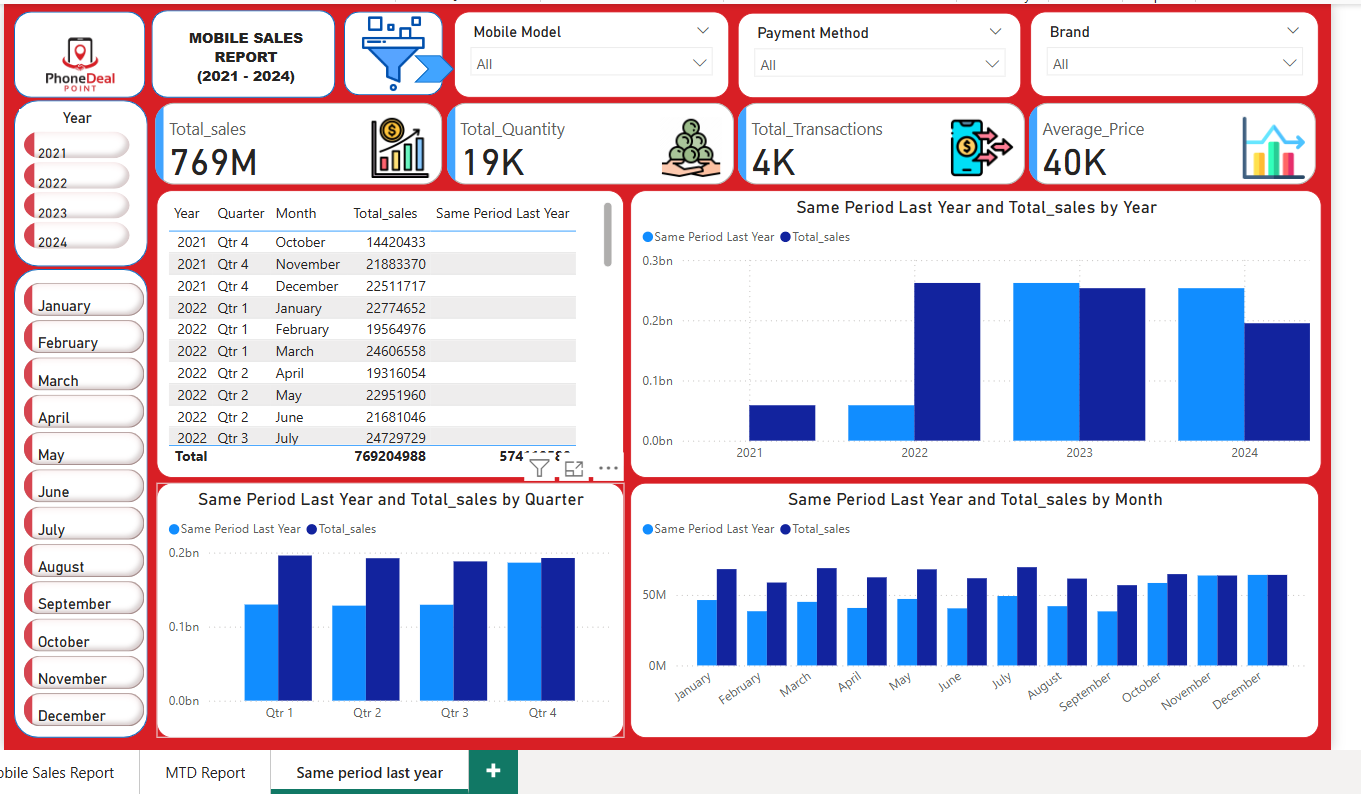 PhoneDeal
POINT
MOBILE SALES
REPORT
(2021 - 2024)
Mobile Model
All
Payment Method
All
Brand
All
Year
2021
2022
2023
2024
Total_sales
769M
Total_Quantity
19K
Total_Transactions
4K
Average_Price
40K
January
February
March
April
May
June
July
August
September
October
November
December
Year Quarter Month Total_sales Same Period Last Year
2021 Qtr 4 October 14420433
2021 Qtr 4 November 21883370
2021 Qtr 4 December 22511717
2022 Qtr 1 January 22774652
2022 Qtr 1 February 19564976
2022 Qtr 1 March 24606558
2022 Qtr 2 April 19316054
2022 Qtr 2 May 22951960
2022 Qtr 2 June 21681046
2022 Qtr 3 July 24729729
Total 769204988
Same Period Last Year and Total_sales by Year
Same Period Last Year Total_sales
0.3bn
0.2bn
0.1bn
0.0bn
2021 2022 2023 2024
Same Period Last Year and Total_sales by Quarter
Same Period Last Year Total_sales
0.2bn
0.1bn
0.0bn
Qtr 1 Qtr 2 Qtr 3 Qtr 4
Same Period Last Year and Total_sales by Month
Same Period Last Year Total_sales
50M
0M
January February March April May June July August September October November December
obile Sales Report MTD Report Same period last year +